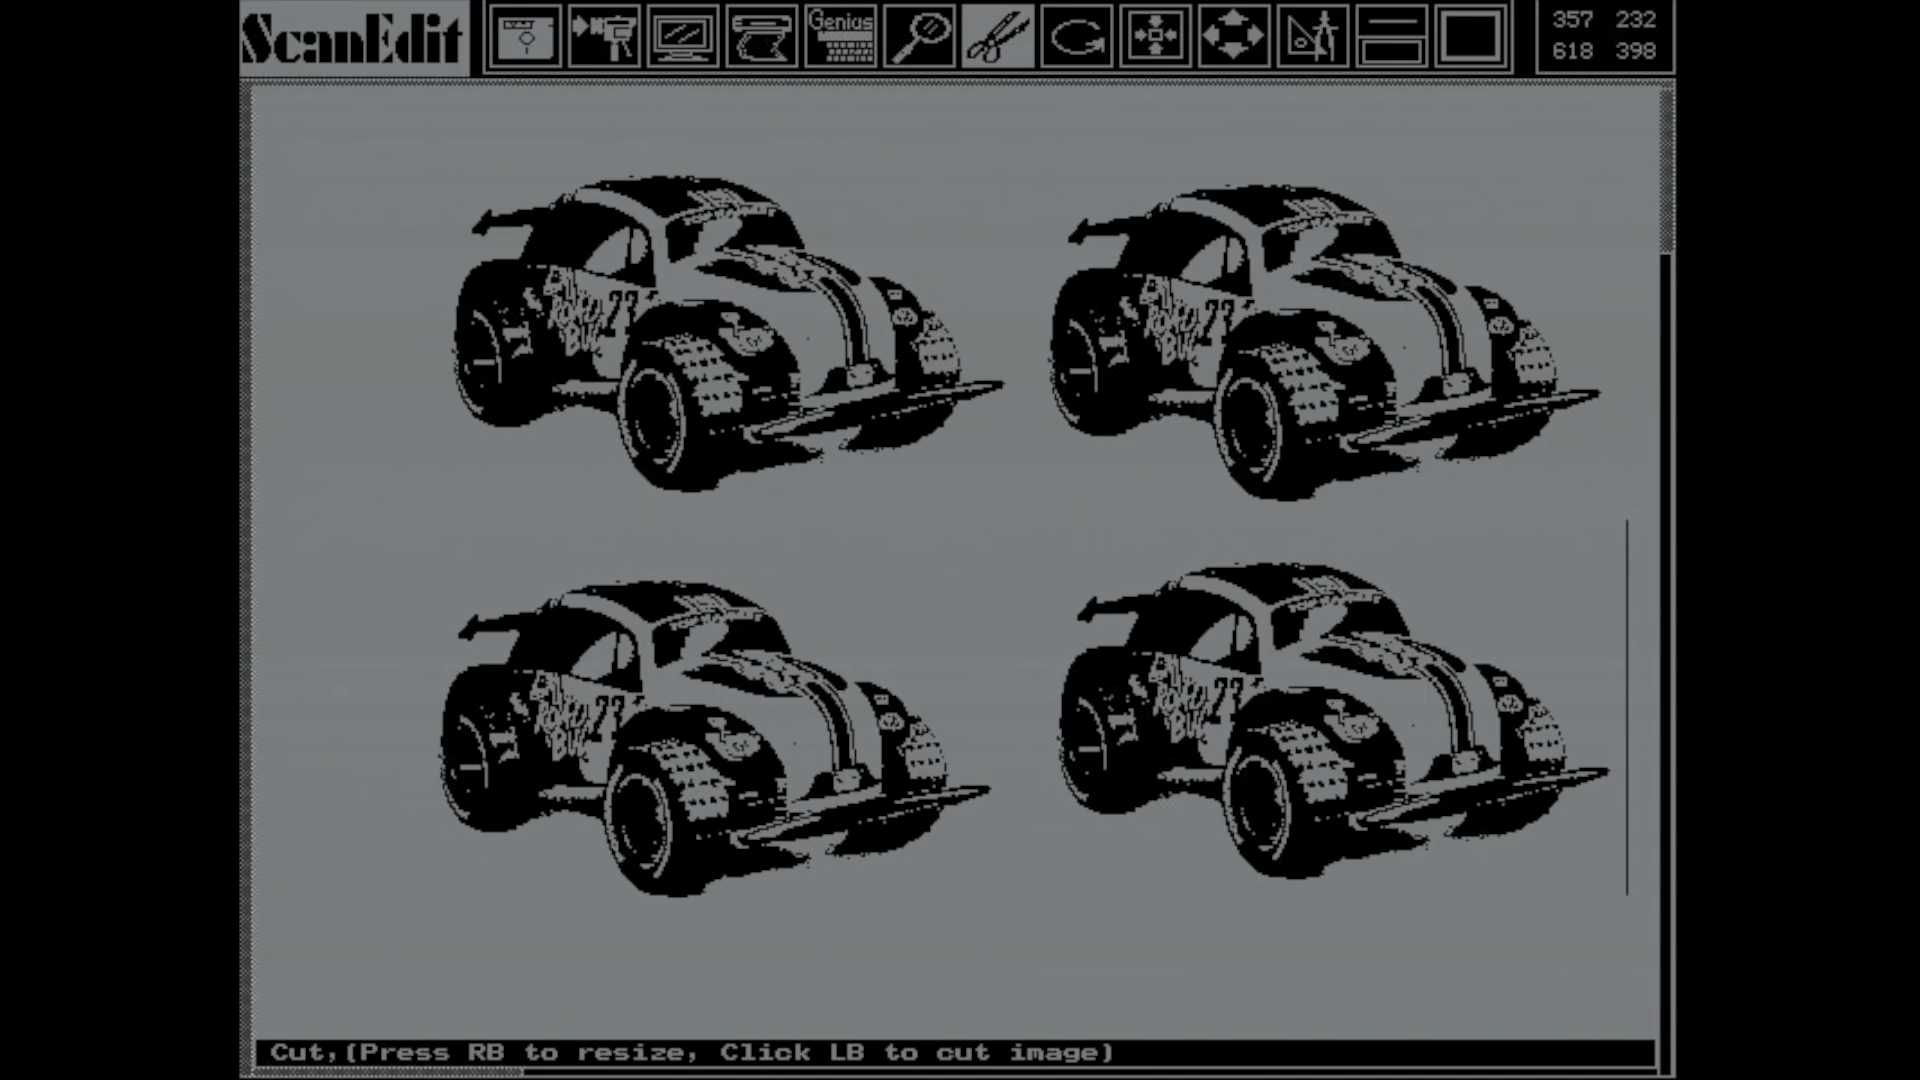 ScanEdit
Genius
357 232
618 398
Cut,(Press RB to resize, Click LB to cut image)